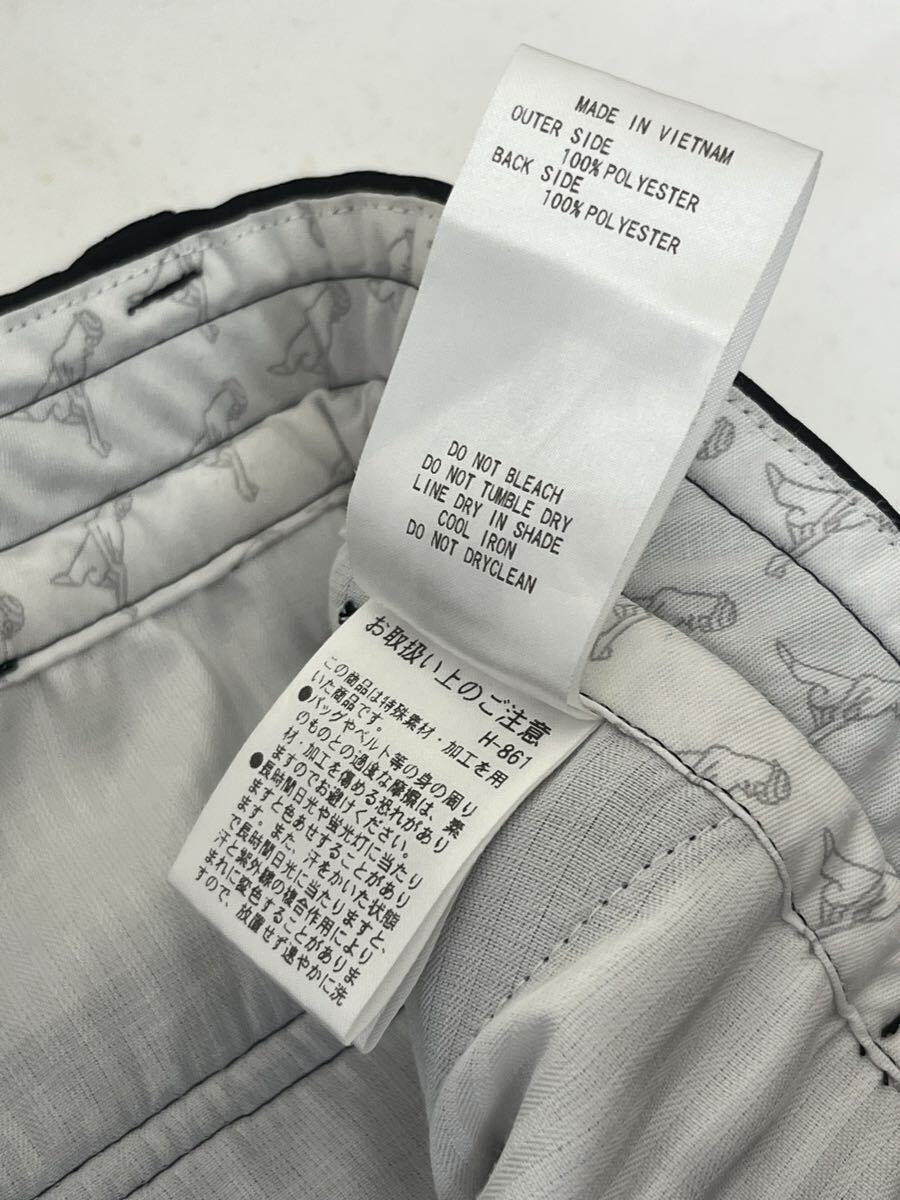 MADE IN VIETNAM
OUTER SIDE
100% POLYESTER
BACK SIDE
100% POLYESTER
DO NOT BLEACH
DO NOT TUMBLE DRY
LINE DRY IN SHADE
COOL IRON
DO NOT DRYCLEAN
お取扱い上のご注意
H-861
この商品は特殊素材・加工を用
いた商品です。
●バッグやベルト等の身の周り
のものとの過度な摩擦は、素
材・加工を傷める恐れがあり
ますのでお避けください。
●長時間日光や蛍光灯に当たり
ますと色あせすることがあり
ます。また、汗をかいた状態
で長時間日光に当たりますと、
汗と紫外線の複合作用により
まれに変色することがありま
すので、放置せず速やかに洗